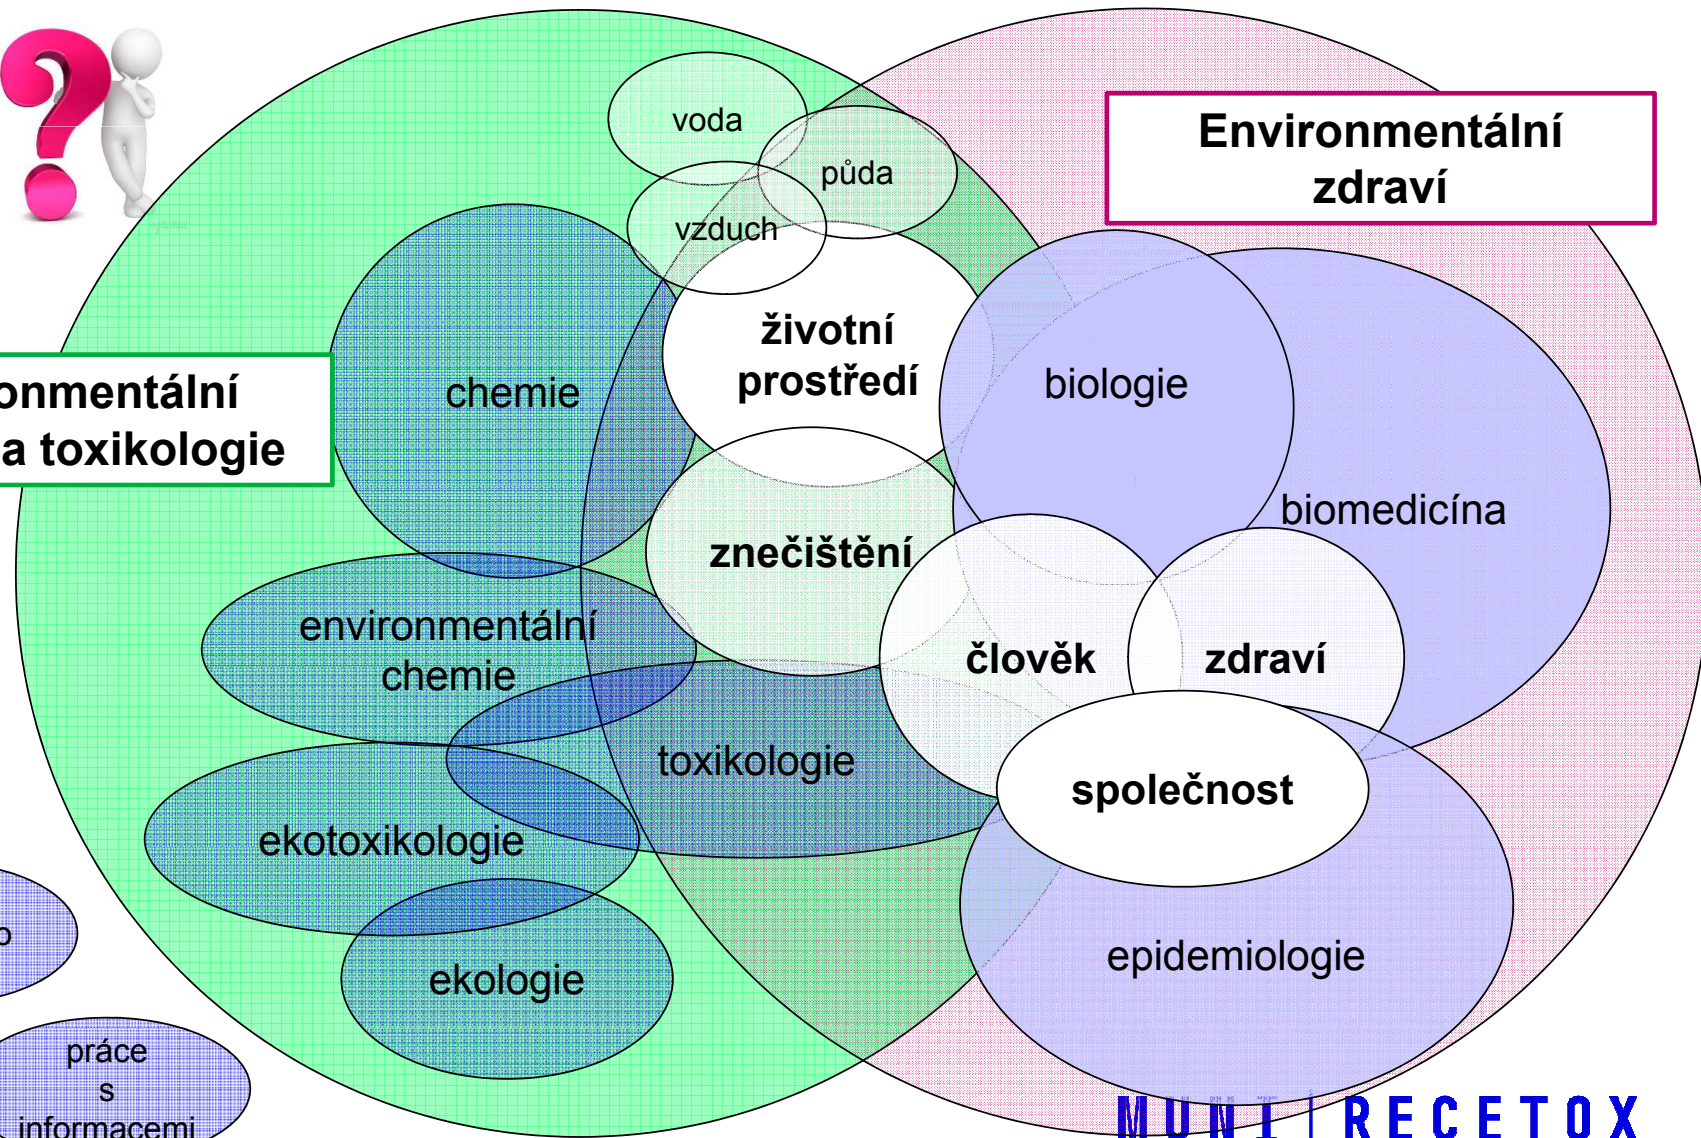 voda
půda
vzduch
Environmentální
zdraví
životní
prostředí
chemie
biologie
onmentální
a toxikologie
biomedicína
znečištění
environmentální
chemie
člověk
zdraví
toxikologie
společnost
ekotoxikologie
epidemiologie
ekologie
práce
s
informacemi
MUNI RECETOX